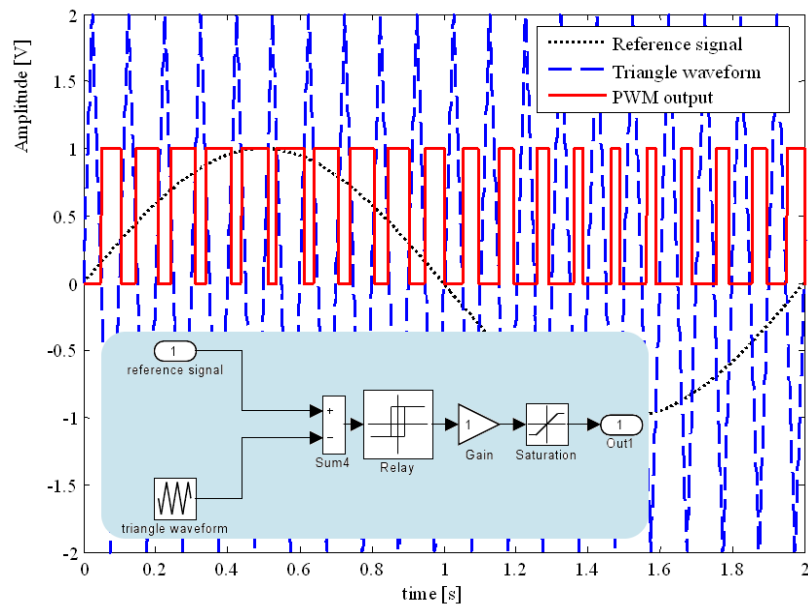 Amplitude [V]
2
1.5
1
0.5
0
-0.5
-1
-1.5
-2
Reference signal
Triangle waveform
PWM output
1
reference signal
triangle waveform
+
−
Sum4
Relay
1
Gain
Saturation
1
Out1
0 0.2 0.4 0.6 0.8 1 1.2 1.4 1.6 1.8 2
time [s]